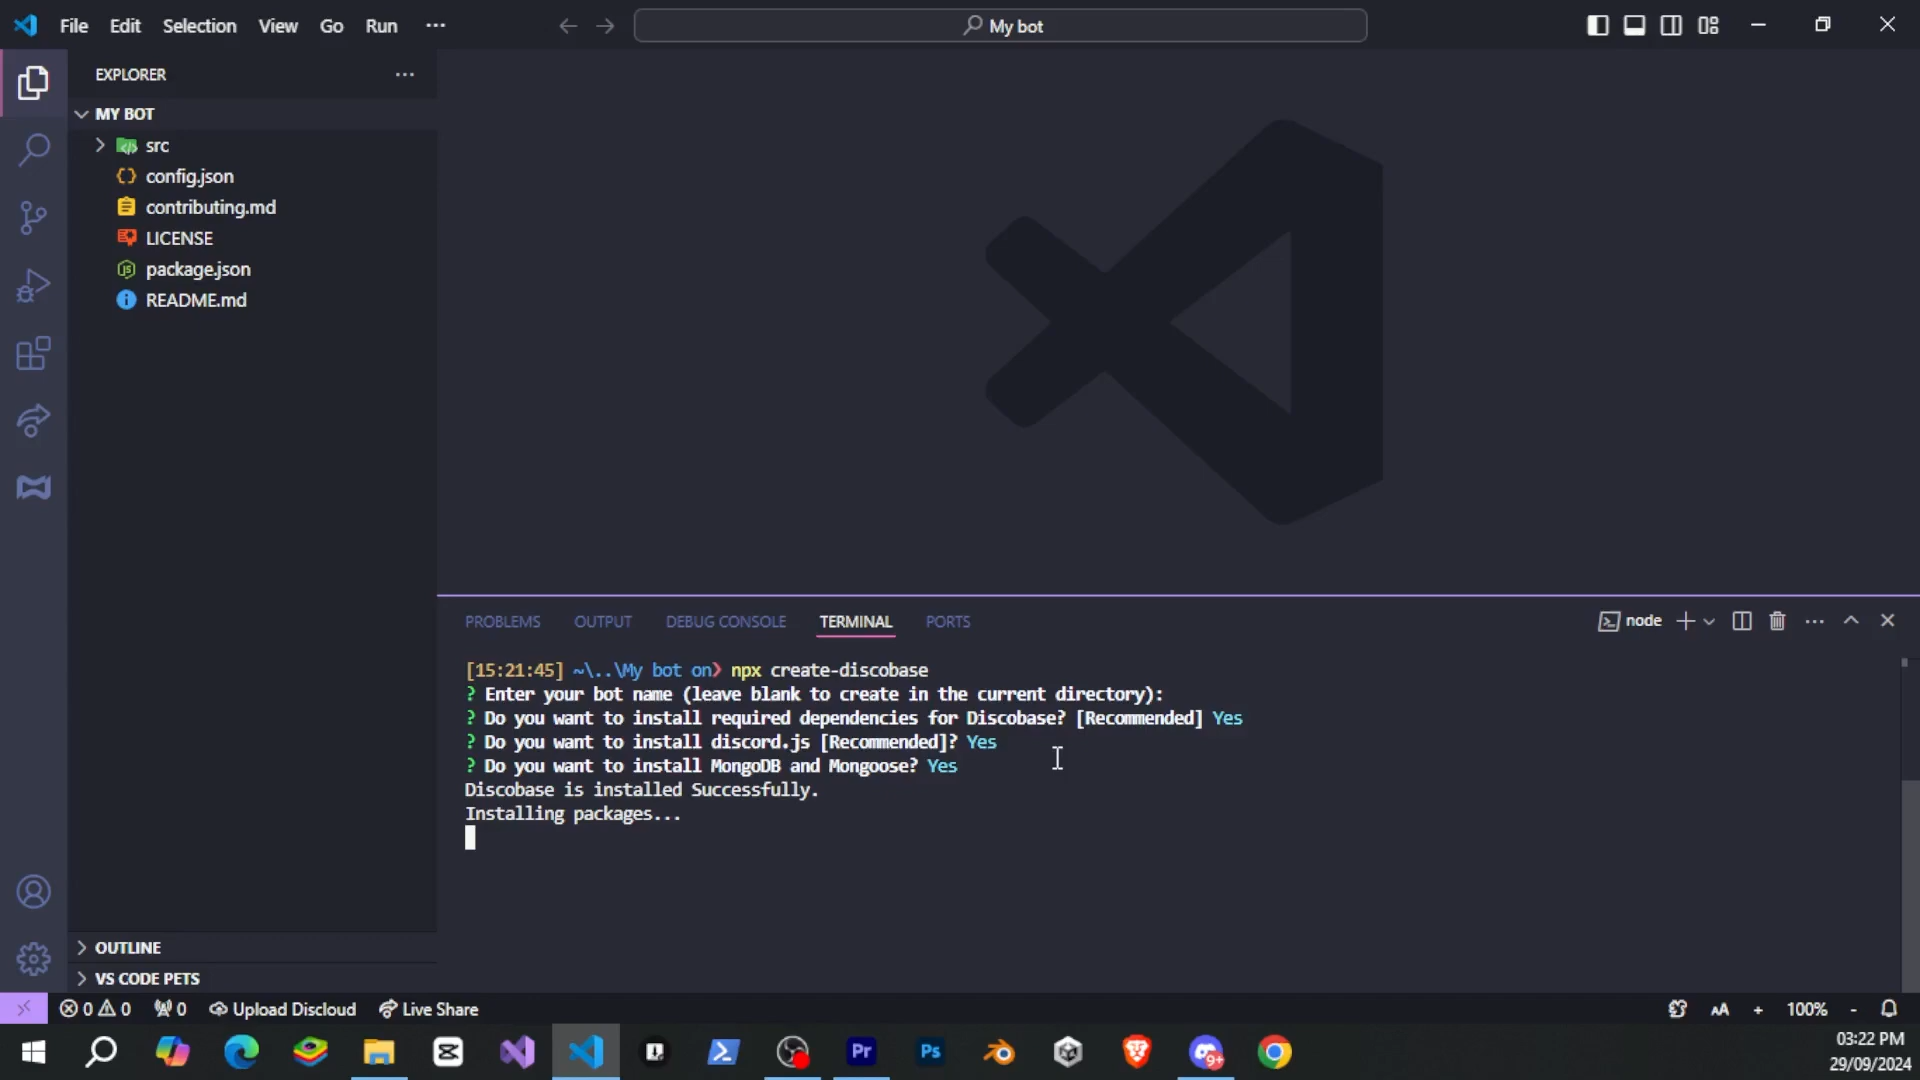 File Edit Selection View Go Run ···
My bot
EXPLORER
MY BOT
src
config.json
contributing.md
LICENSE
package.json
README.md
PROBLEMS OUTPUT DEBUG CONSOLE TERMINAL PORTS
node
[15:21:45] ~\..\My bot on❯ npx create-discobase
? Enter your bot name (leave blank to create in the current directory):
? Do you want to install required dependencies for Discobase? [Recommended] Yes
? Do you want to install discord.js [Recommended]? Yes
? Do you want to install MongoDB and Mongoose? Yes
Discobase is installed Successfully.
Installing packages...
OUTLINE
VS CODE PETS
0 0 0 Upload Discloud Live Share
AA + 100% -
Pr Ps 9+
03:22 PM
29/09/2024